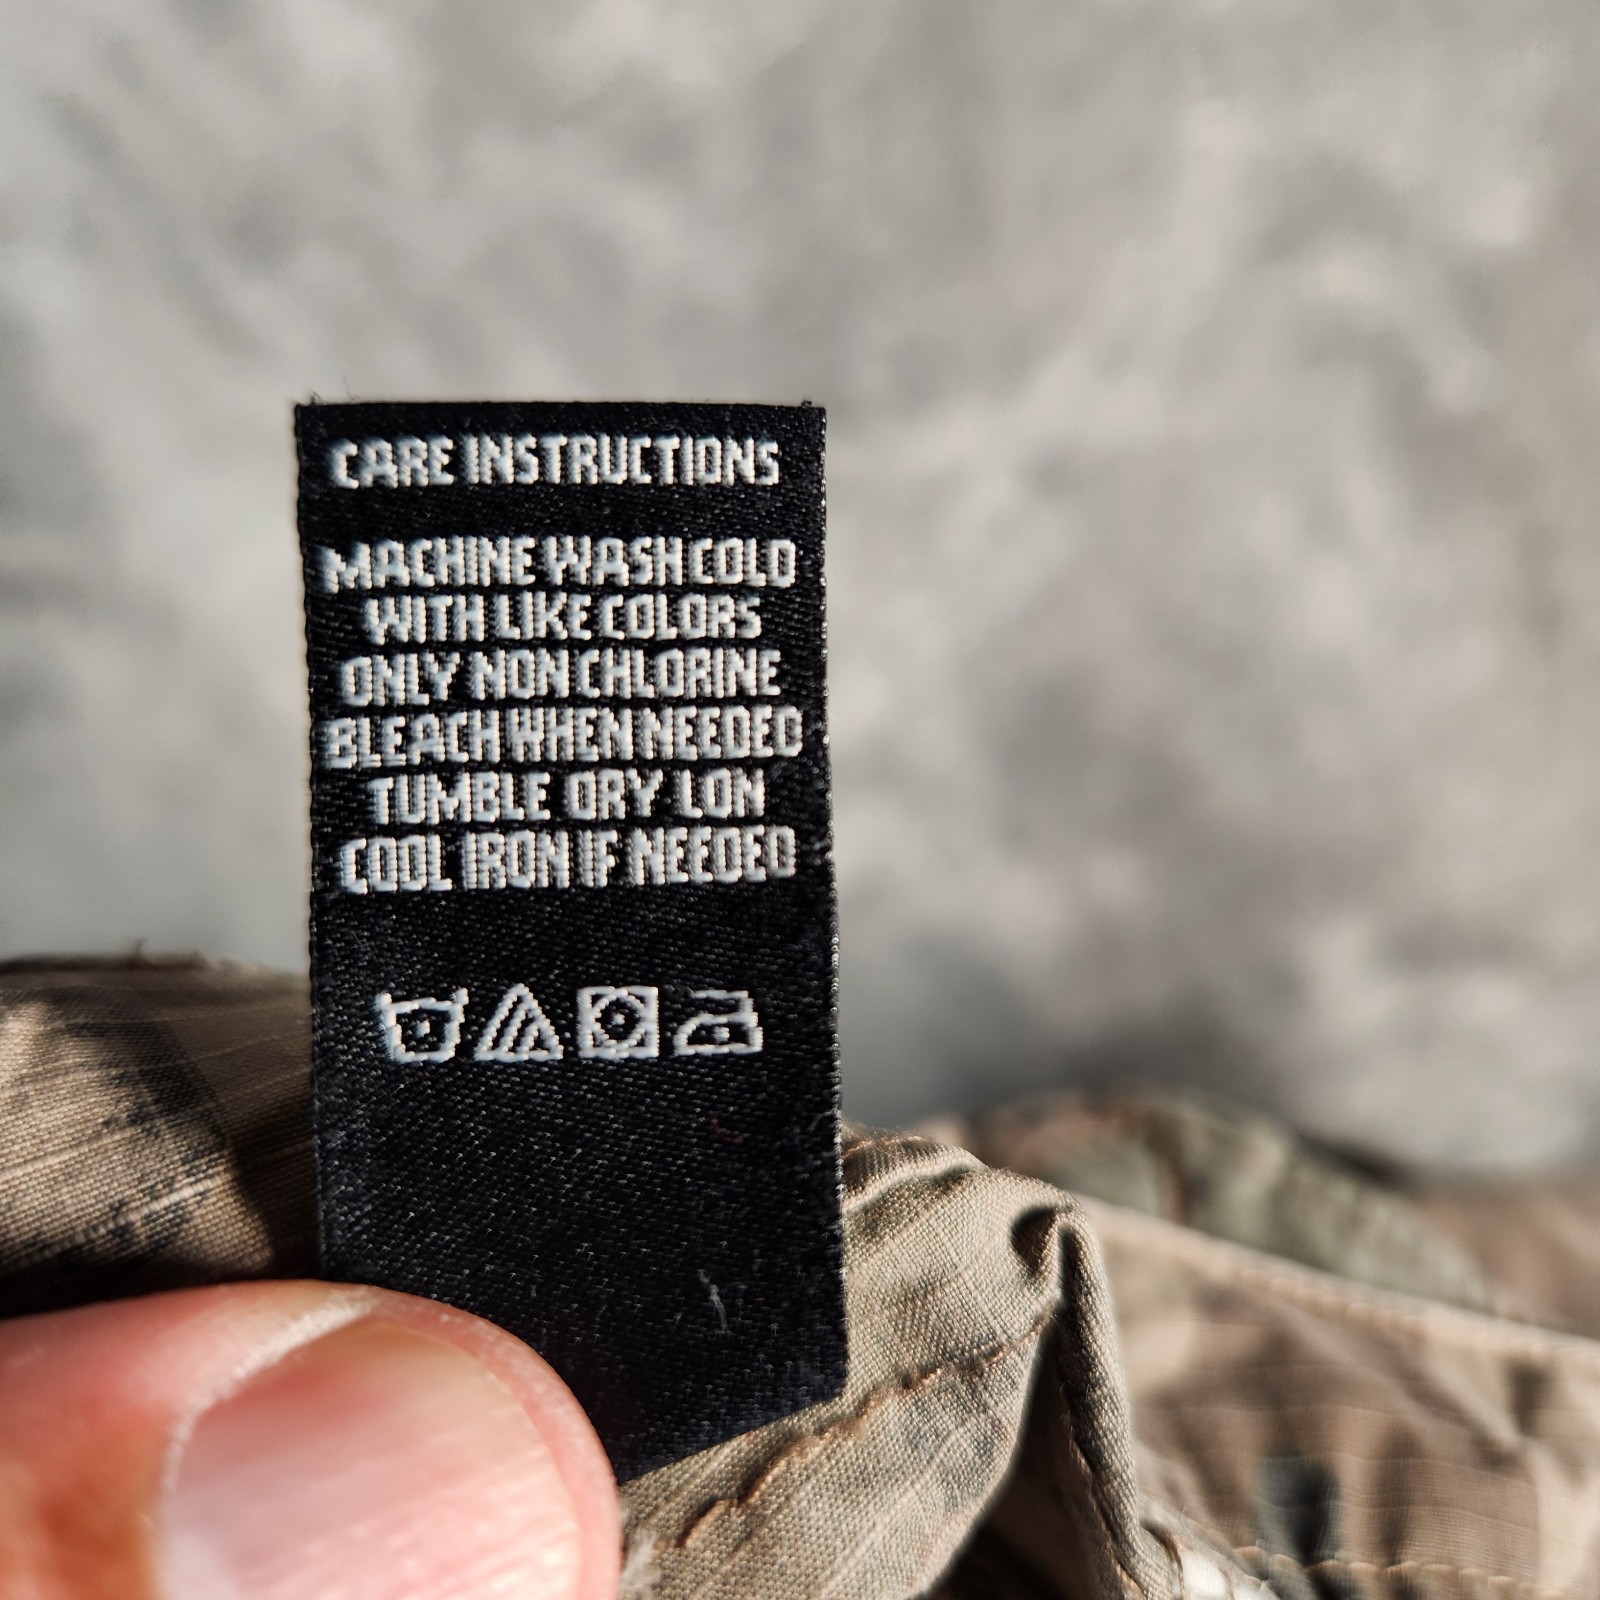 CARE INSTRUCTIONS
MACHINE WASH COLD
WITH LIKE COLORS
ONLY NON CHLORINE
BLEACH WHEN NEEDED
TUMBLE DRY LOW
COOL IRON IF NEEDED